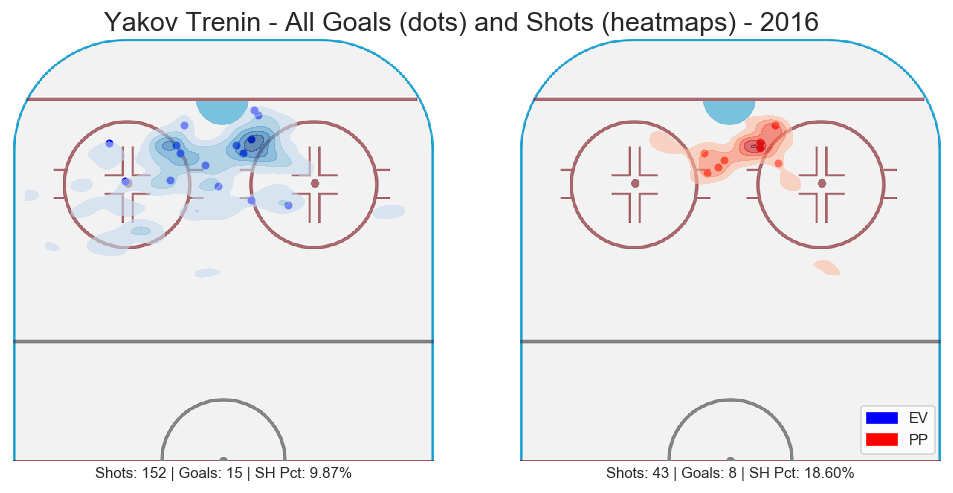 Yakov Trenin - All Goals (dots) and Shots (heatmaps) - 2016
EV
PP
Shots: 152 | Goals: 15 | SH Pct: 9.87%
Shots: 43 | Goals: 8 | SH Pct: 18.60%